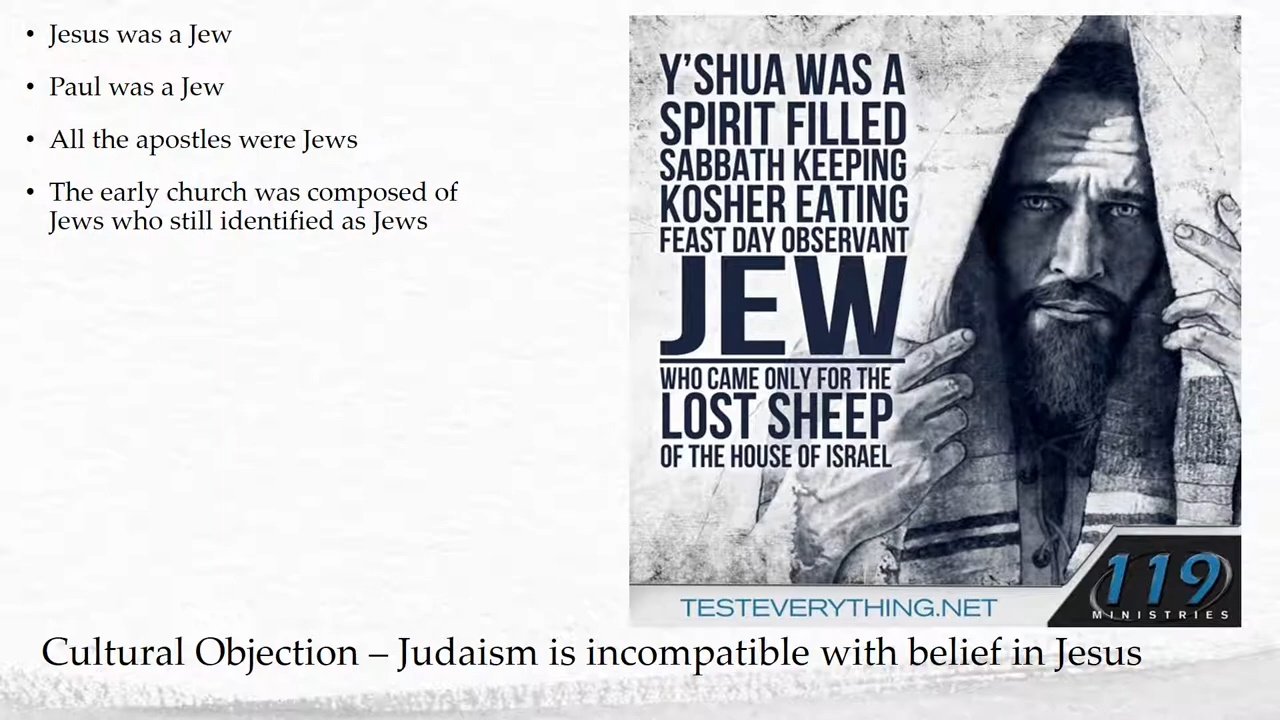 • Jesus was a Jew
• Paul was a Jew
• All the apostles were Jews
• The early church was composed of
Jews who still identified as Jews
Y'SHUA WAS A
SPIRIT FILLED
SABBATH KEEPING
KOSHER EATING
FEAST DAY OBSERVANT
JEW
WHO CAME ONLY FOR THE
LOST SHEEP
OF THE HOUSE OF ISRAEL
TESTEVERYTHING.NET
119
MINISTRIES
Cultural Objection – Judaism is incompatible with belief in Jesus